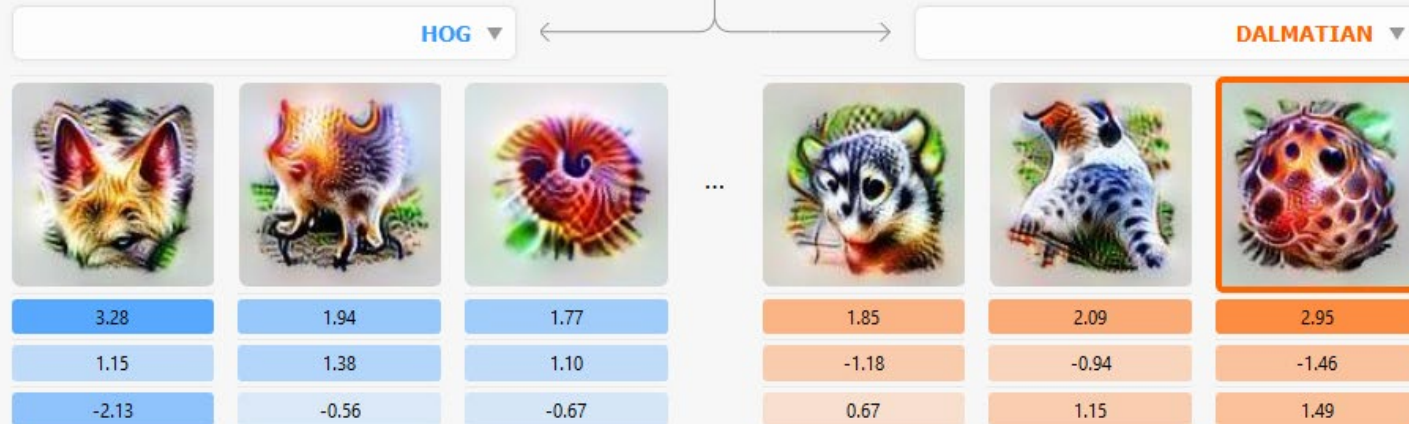 HOG ▼ DALMATIAN ▼
...
3.28 1.94 1.77 1.85 2.09 2.95
1.15 1.38 1.10 -1.18 -0.94 -1.46
-2.13 -0.56 -0.67 0.67 1.15 1.49